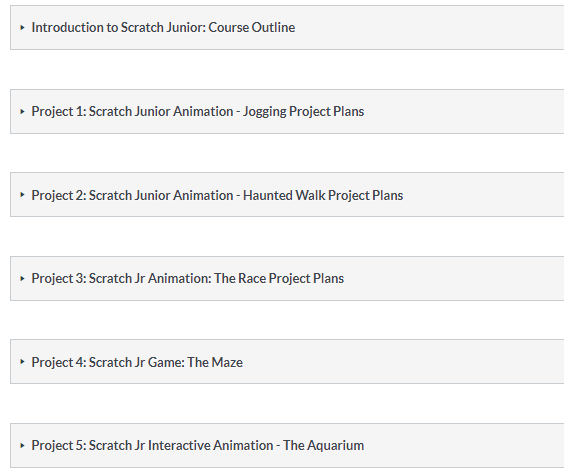 Introduction to Scratch Junior: Course Outline
Project 1: Scratch Junior Animation - Jogging Project Plans
Project 2: Scratch Junior Animation - Haunted Walk Project Plans
Project 3: Scratch Jr Animation: The Race Project Plans
Project 4: Scratch Jr Game: The Maze
Project 5: Scratch Jr Interactive Animation - The Aquarium